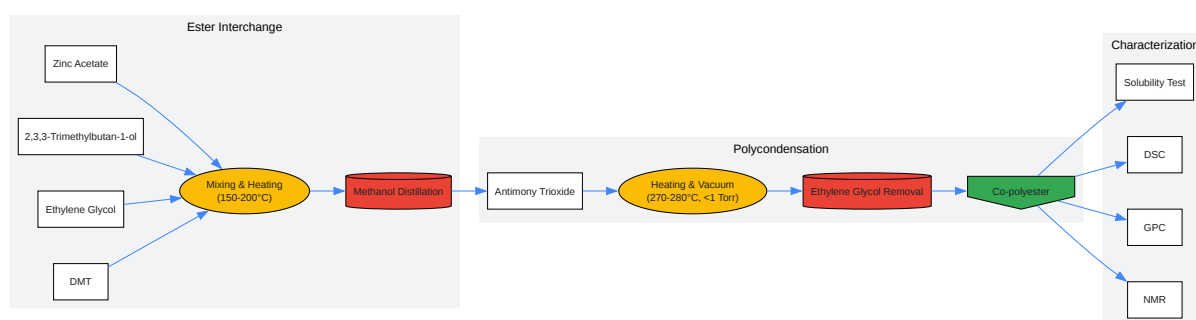 Ester Interchange
Zinc Acetate
2,3,3-Trimethylbutan-1-ol
Ethylene Glycol
DMT
Mixing & Heating
(150-200°C)
Methanol Distillation
Polycondensation
Antimony Trioxide
Heating & Vacuum
(270-280°C, <1 Torr)
Ethylene Glycol Removal
Co-polyester
Characterization
Solubility Test
DSC
GPC
NMR